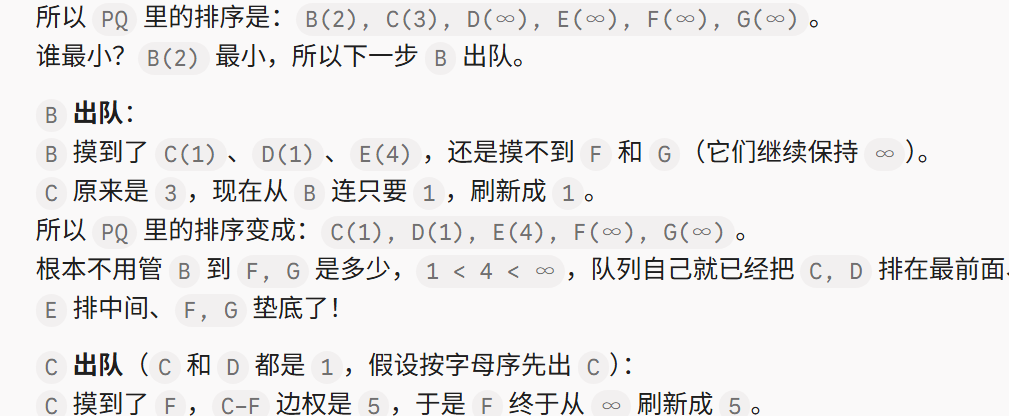 所以 PQ 里的排序是：B(2), C(3), D(∞), E(∞), F(∞), G(∞)。
谁最小？B(2) 最小，所以下一步 B 出队。
B 出队：
B 摸到了 C(1)、D(1)、E(4)，还是摸不到 F 和 G（它们继续保持 ∞）。
C 原来是 3，现在从 B 连只要 1，刷新成 1。
所以 PQ 里的排序变成：C(1), D(1), E(4), F(∞), G(∞)。
根本不用管 B 到 F, G 是多少，1 < 4 < ∞，队列自己就已经把 C, D 排在最前面、
E 排中间、F, G 垫底了！
C 出队（C 和 D 都是 1，假设按字母序先出 C）：
C 摸到了 F，C-F 边权是 5，于是 F 终于从 ∞ 刷新成 5。